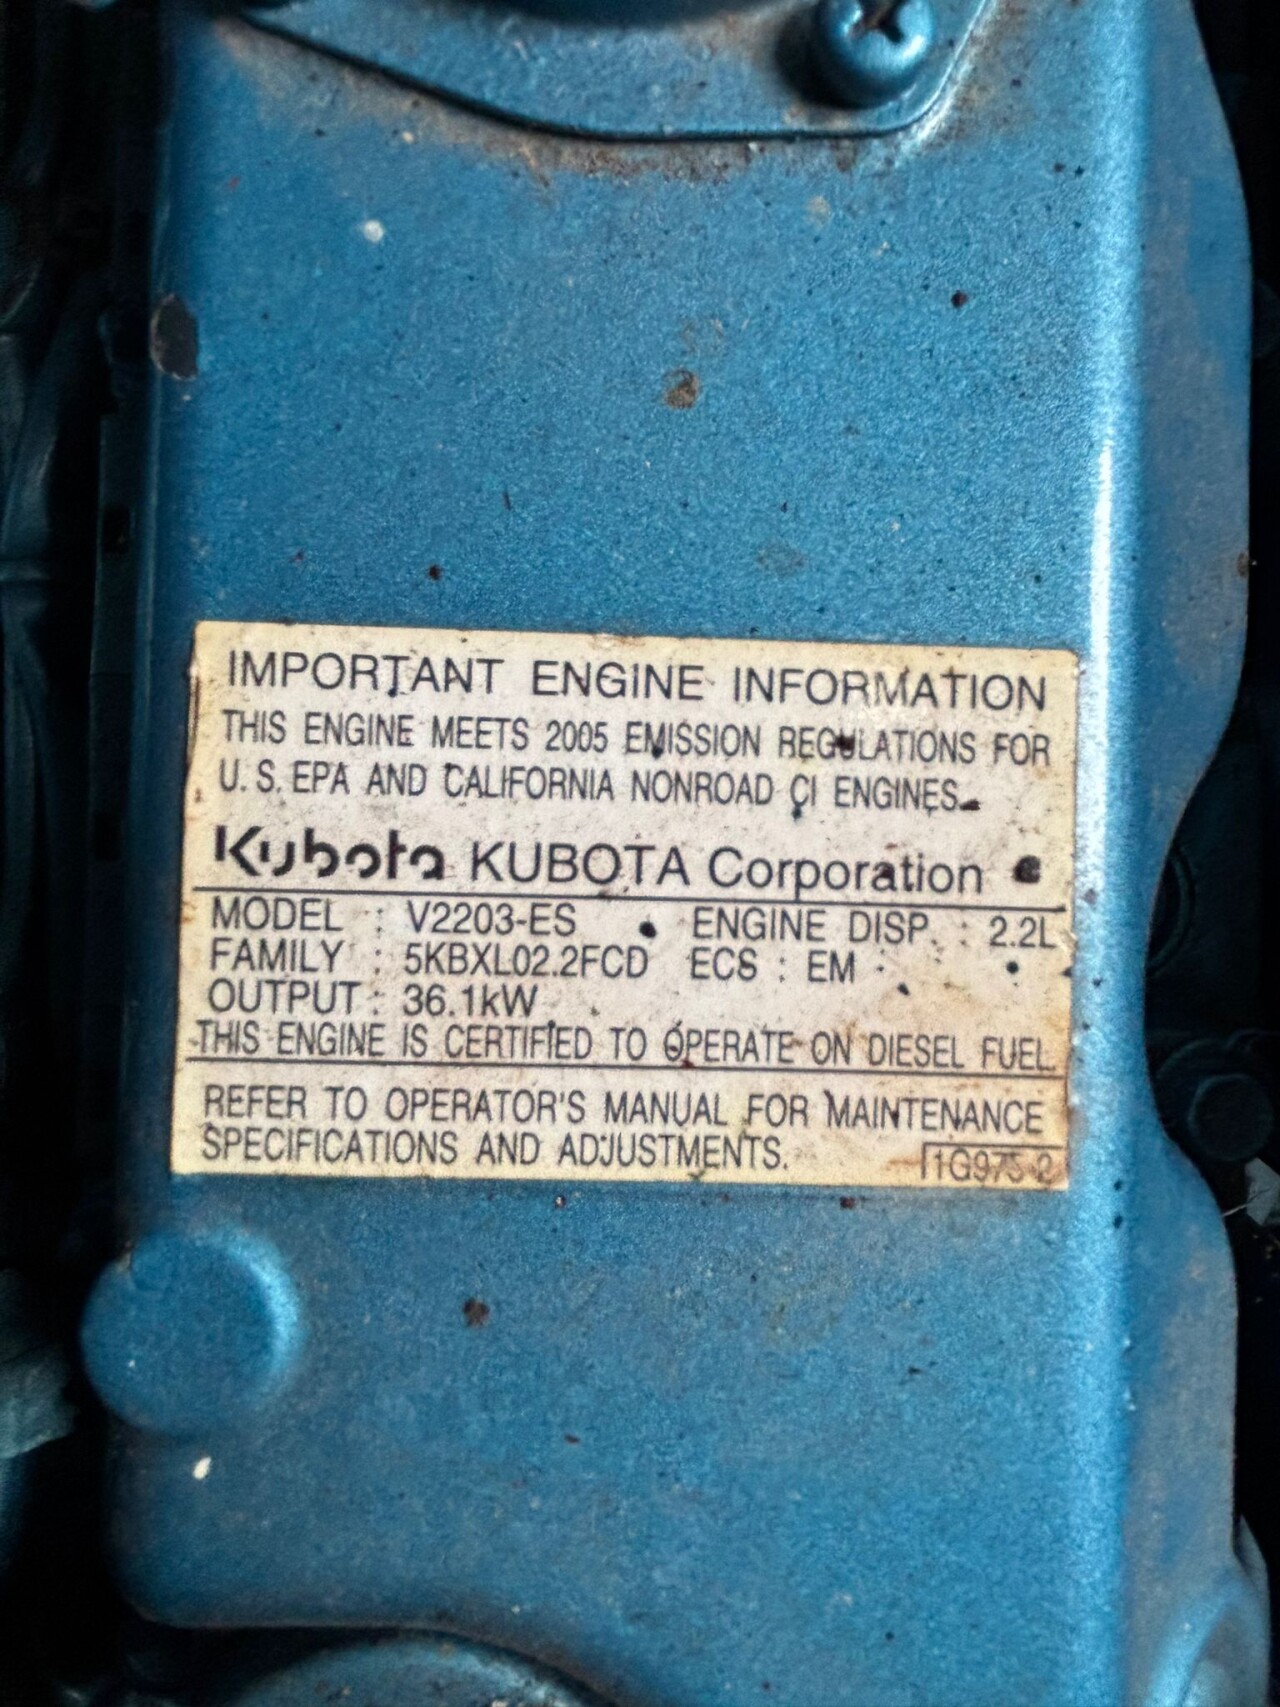 IMPORTANT ENGINE INFORMATION
THIS ENGINE MEETS 2005 EMISSION REGULATIONS FOR
U.S. EPA AND CALIFORNIA NONROAD CI ENGINES.
Kubota KUBOTA Corporation
MODEL : V2203-ES ENGINE DISP. : 2.2L
FAMILY : 5KBXL02.2FCD ECS : EM
OUTPUT : 36.1kW
THIS ENGINE IS CERTIFIED TO OPERATE ON DIESEL FUEL.
REFER TO OPERATOR'S MANUAL FOR MAINTENANCE
SPECIFICATIONS AND ADJUSTMENTS.
1G975-2